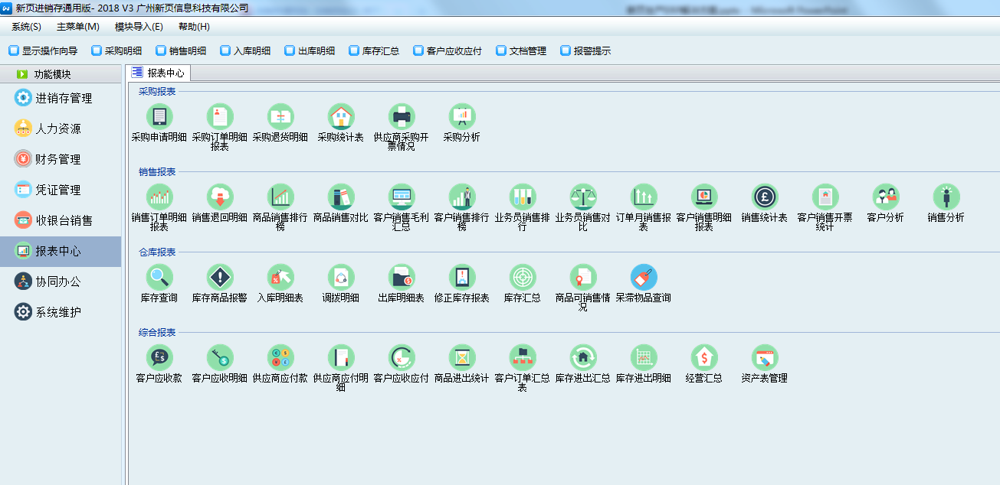 新页进销存通用版- 2018 V3 广州新页信息科技有限公司
系统(S) 主菜单(M) 模块导入(E) 帮助(H)
显示操作向导 采购明细 销售明细 入库明细 出库明细 库存汇总 客户应收应付 文档管理 报警提示
功能模块
进销存管理
人力资源
财务管理
凭证管理
收银台销售
报表中心
协同办公
系统维护
报表中心
采购报表
采购申请明细 采购订单明细 采购退货明细 采购统计表 供应商采购开 采购分析
报表 票情况
销售报表
销售订单明细 销售退回明细 商品销售排行 商品销售对比 客户销售毛利 客户销售排行 业务员销售排 业务员销售对 订单月销售报 客户销售明细 销售统计表 客户销售开票 客户分析 销售分析
报表 榜 汇总 榜 行 比 表 报表 统计
仓库报表
库存查询 库存商品报警 入库明细表 调拨明细 出库明细表 修正库存报表 库存汇总 商品可销售情 呆滞物品查询
况
综合报表
客户应收款 客户应收明细 供应商应付款 供应商应付明 客户应收应付 商品进出统计 客户订单汇总 库存进出汇总 库存进出明细 经营汇总 资产表管理
细 表